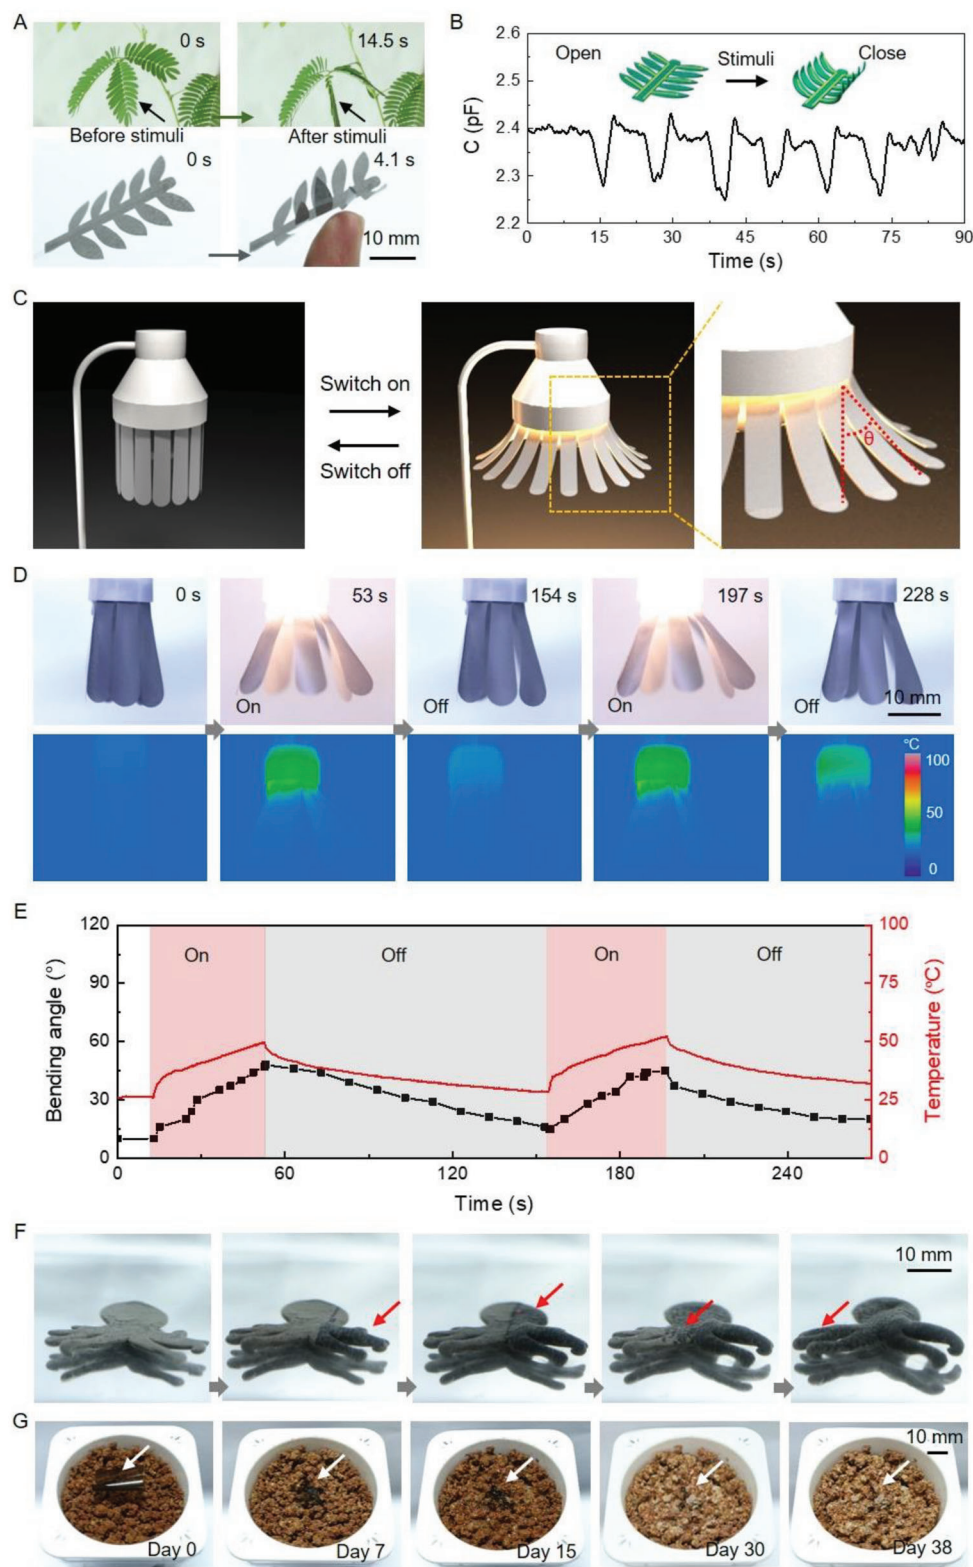 A
0 s
14.5 s
Before stimuli
After stimuli
0 s
4.1 s
10 mm
B
C (pF)
2.6
2.5
2.4
2.3
2.2
Open
Stimuli
Close
0 15 30 45 60 75 90
Time (s)
C
Switch on
Switch off
θ
D
0 s
53 s
154 s
197 s
228 s
On
Off
On
Off
10 mm
°C
100
50
0
E
Bending angle (°)
120
90
60
30
0
On
Off
On
Off
100
75
50
25
0
Temperature (°C)
0 60 120 180 240
Time (s)
F
10 mm
G
10 mm
Day 0
Day 7
Day 15
Day 30
Day 38